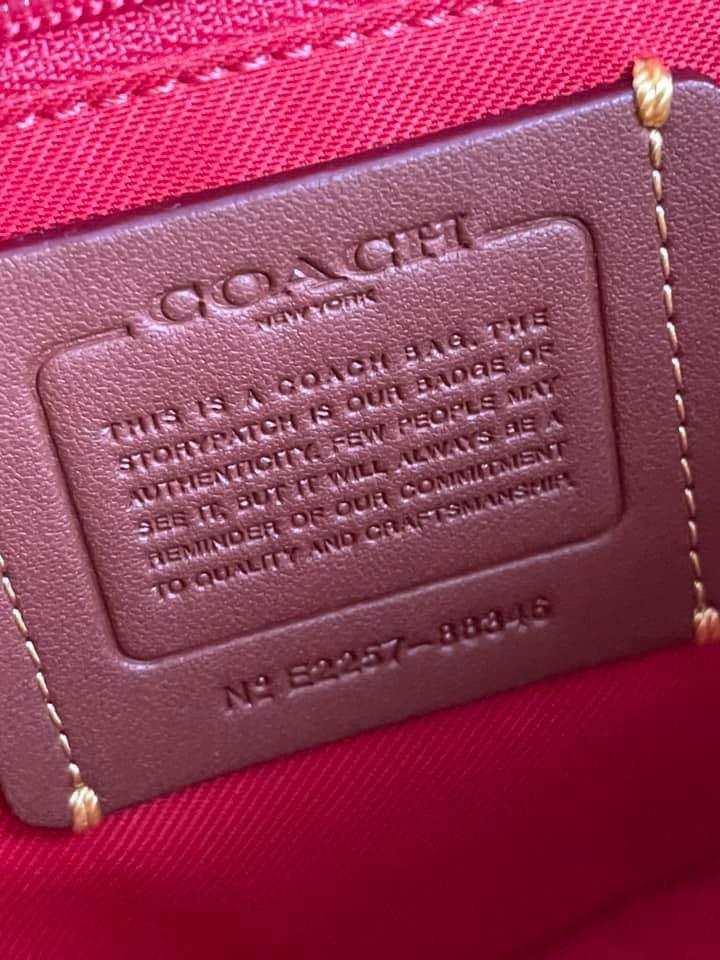 COACH
NEW YORK
THIS IS A COACH BAG. THE
STORYPATCH IS OUR BADGE OF
AUTHENTICITY. FEW PEOPLE MAY
SEE IT, BUT IT WILL ALWAYS BE A
REMINDER OF OUR COMMITMENT
TO QUALITY AND CRAFTSMANSHIP.
Nº E2257-88346